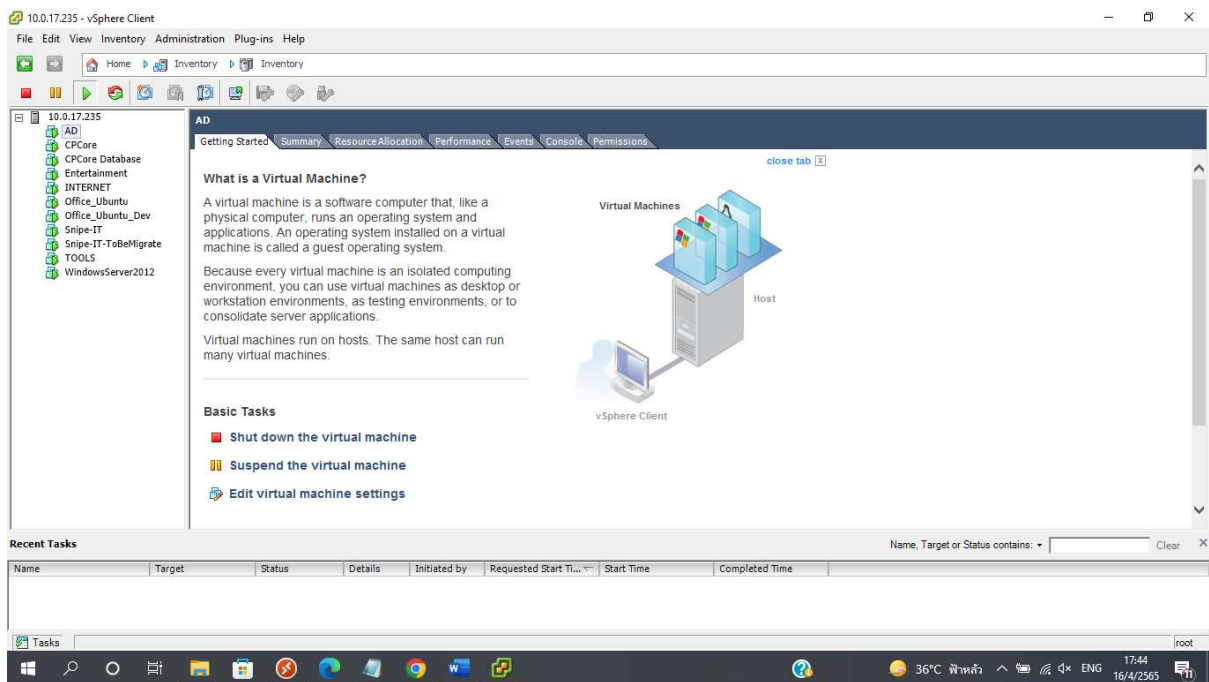 10.0.17.235 - vSphere Client
File Edit View Inventory Administration Plug-ins Help
Home Inventory Inventory
10.0.17.235
AD
CPCore
CPCore Database
Entertainment
INTERNET
Office_Ubuntu
Office_Ubuntu_Dev
Snipe-IT
Snipe-IT-ToBeMigrate
TOOLS
WindowsServer2012
AD
Getting Started Summary Resource Allocation Performance Events Console Permissions
close tab X
What is a Virtual Machine?
A virtual machine is a software computer that, like a
physical computer, runs an operating system and
applications. An operating system installed on a virtual
machine is called a guest operating system.
Because every virtual machine is an isolated computing
environment, you can use virtual machines as desktop or
workstation environments, as testing environments, or to
consolidate server applications.
Virtual machines run on hosts. The same host can run
many virtual machines.
Basic Tasks
Shut down the virtual machine
Suspend the virtual machine
Edit virtual machine settings
Virtual Machines
Host
vSphere Client
Recent Tasks
Name, Target or Status contains:
Clear
Name Target Status Details Initiated by Requested Start Ti... Start Time Completed Time
Tasks
root
36°C ฟ้าหลัว
ENG
17:44
16/4/2565